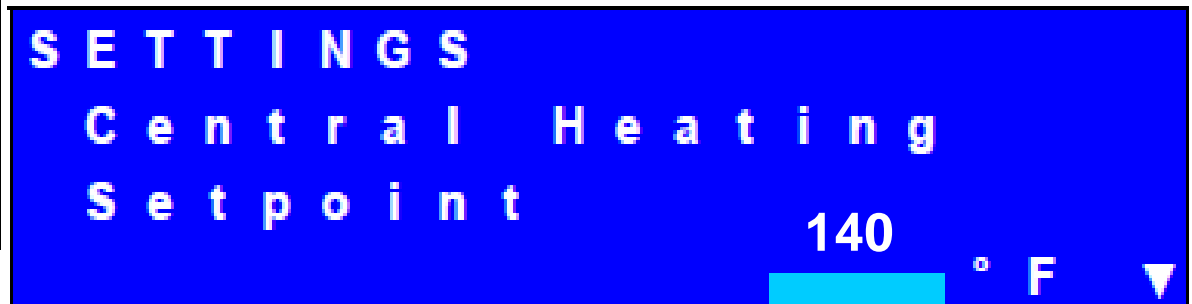 SETTINGS
Central Heating
Setpoint
140
° F ▼